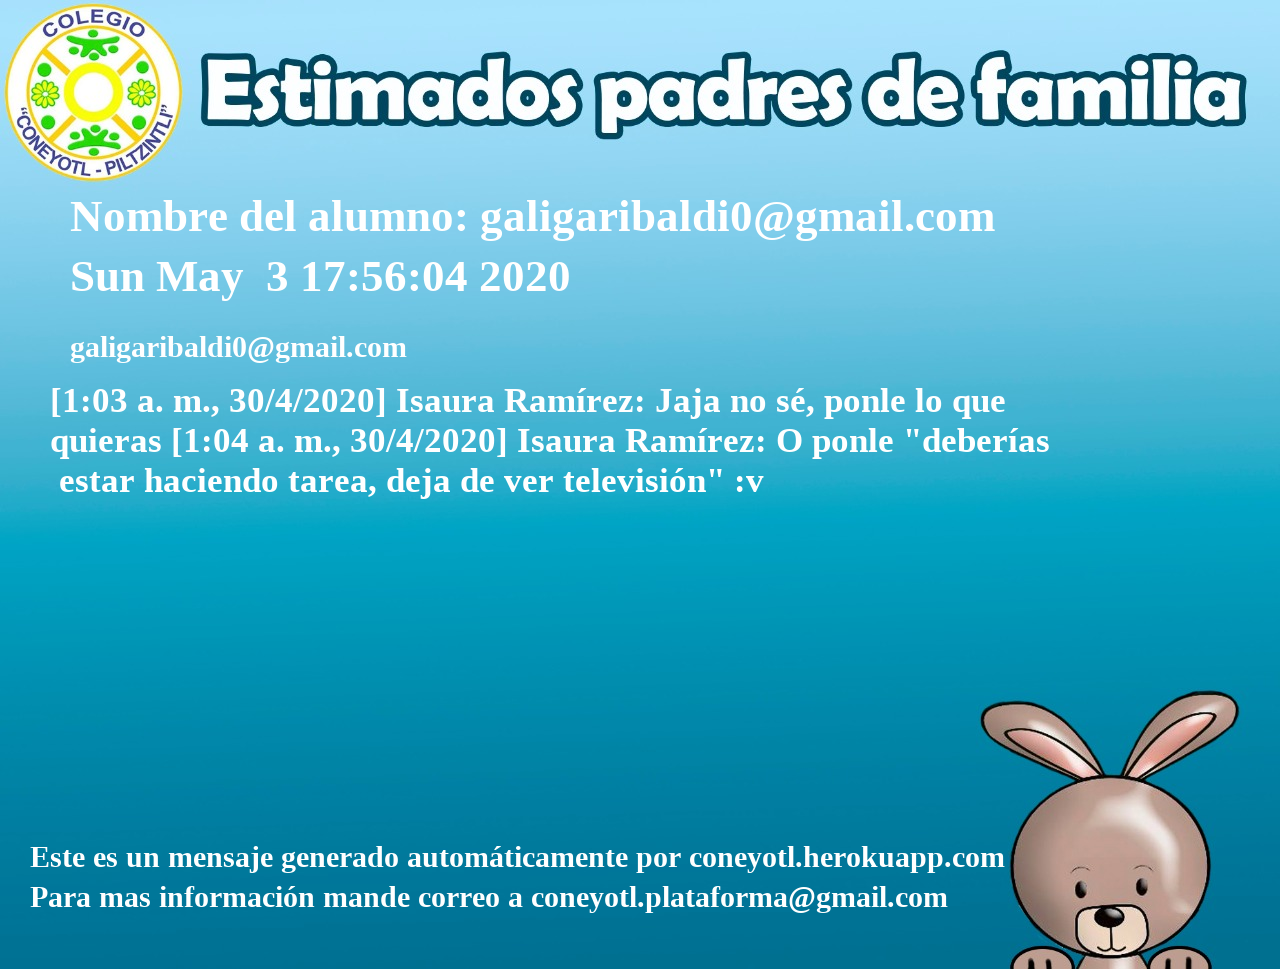 COLEGIO
"CONEYOTL - PILTZINTLI"
Estimados padres de familia
Nombre del alumno: galigaribaldi0@gmail.com
Sun May  3 17:56:04 2020
galigaribaldi0@gmail.com
[1:03 a. m., 30/4/2020] Isaura Ramírez: Jaja no sé, ponle lo que
quieras [1:04 a. m., 30/4/2020] Isaura Ramírez: O ponle "deberías
estar haciendo tarea, deja de ver televisión" :v
Este es un mensaje generado automáticamente por coneyotl.herokuapp.com
Para mas información mande correo a coneyotl.plataforma@gmail.com